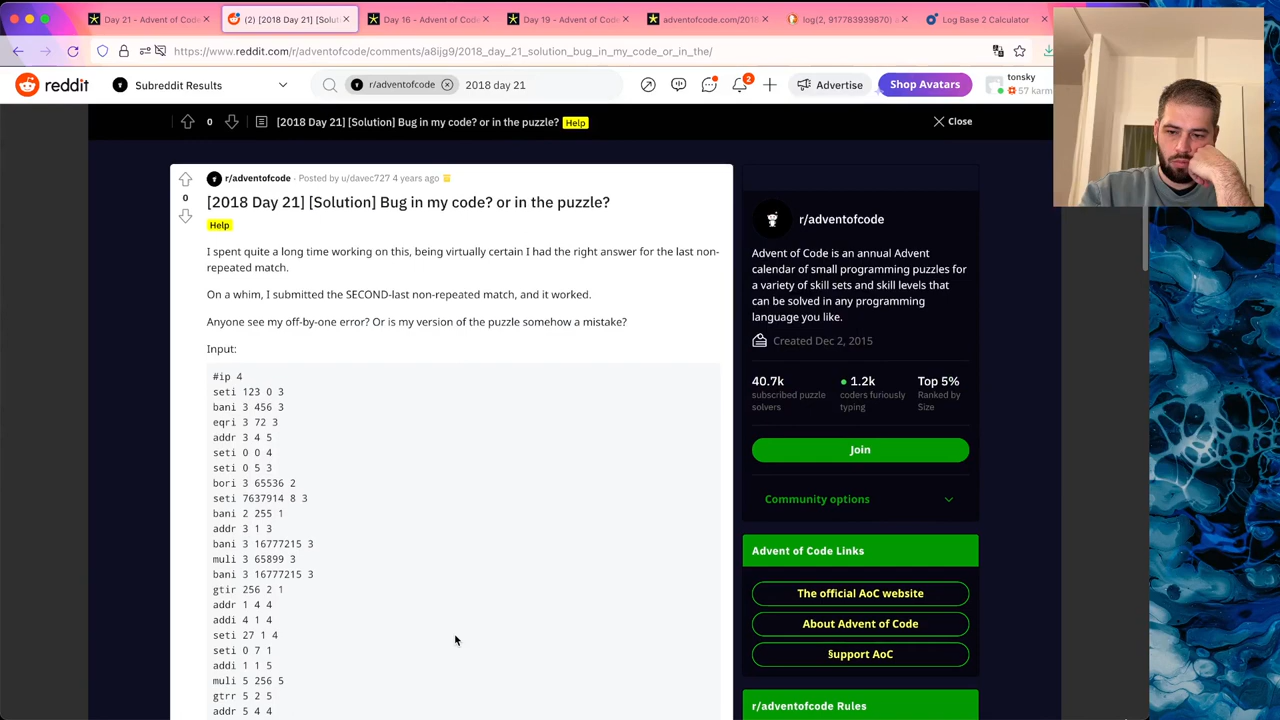 Day 21 - Advent of Code
(2) [2018 Day 21] [Solut
Day 16 - Advent of Code
Day 19 - Advent of Code
adventofcode.com/2018
log(2, 917783939870)
Log Base 2 Calculator
https://www.reddit.com/r/adventofcode/comments/a8ijg9/2018_day_21_solution_bug_in_my_code_or_in_the/
reddit
Subreddit Results
r/adventofcode
2018 day 21
2
Advertise
Shop Avatars
tonsky
57 karm
0
[2018 Day 21] [Solution] Bug in my code? or in the puzzle?
Help
Close
r/adventofcode · Posted by u/davec727 4 years ago
0
[2018 Day 21] [Solution] Bug in my code? or in the puzzle?
Help
I spent quite a long time working on this, being virtually certain I had the right answer for the last non-
repeated match.
On a whim, I submitted the SECOND-last non-repeated match, and it worked.
Anyone see my off-by-one error? Or is my version of the puzzle somehow a mistake?
Input:
#ip 4
seti 123 0 3
bani 3 456 3
eqri 3 72 3
addr 3 4 5
seti 0 0 4
seti 0 5 3
bori 3 65536 2
seti 7637914 8 3
bani 2 255 1
addr 3 1 3
bani 3 16777215 3
muli 3 65899 3
bani 3 16777215 3
gtir 256 2 1
addr 1 4 4
addi 4 1 4
seti 27 1 4
seti 0 7 1
addi 1 1 5
muli 5 256 5
gtrr 5 2 5
addr 5 4 4
r/adventofcode
Advent of Code is an annual Advent
calendar of small programming puzzles for
a variety of skill sets and skill levels that
can be solved in any programming
language you like.
Created Dec 2, 2015
40.7k
subscribed puzzle
solvers
1.2k
coders furiously
typing
Top 5%
Ranked by
Size
Join
Community options
Advent of Code Links
The official AoC website
About Advent of Code
§upport AoC
r/adventofcode Rules